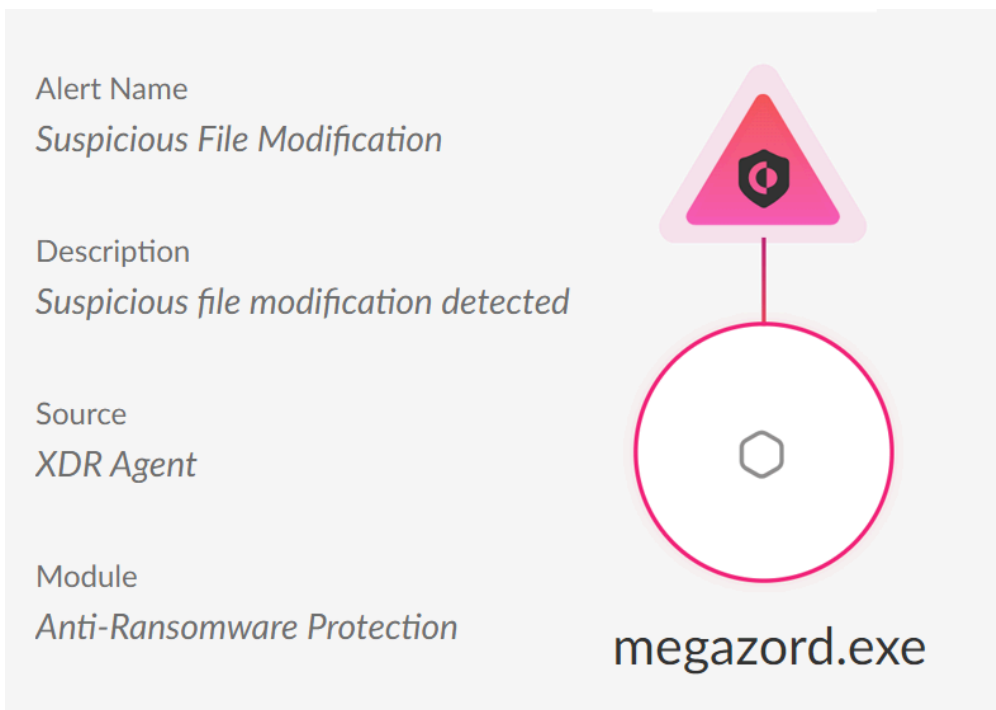 Alert Name
Suspicious File Modification
Description
Suspicious file modification detected
Source
XDR Agent
Module
Anti-Ransomware Protection
megazord.exe